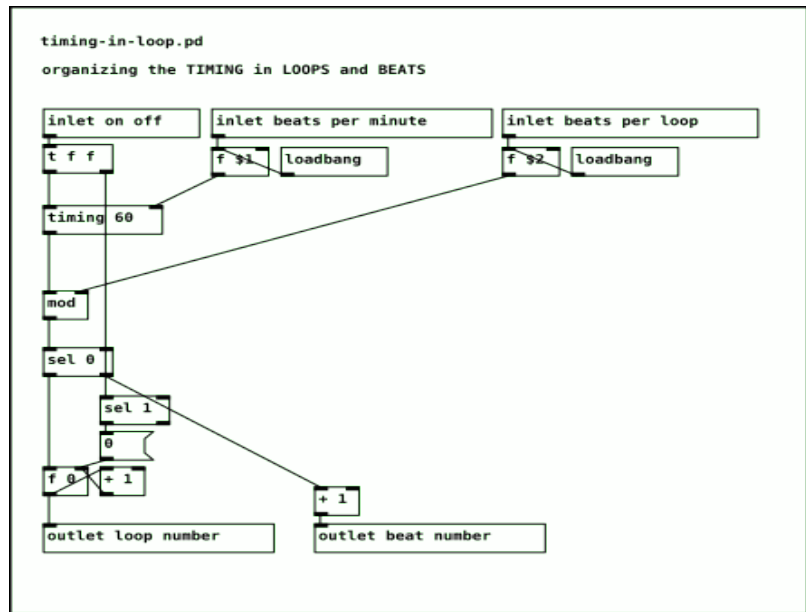 timing-in-loop.pd
organizing the TIMING in LOOPS and BEATS
inlet on off
inlet beats per minute
inlet beats per loop
t f f
f $1
loadbang
f $2
loadbang
timing 60
mod
sel 0
sel 1
0
f 0
+ 1
+ 1
outlet loop number
outlet beat number